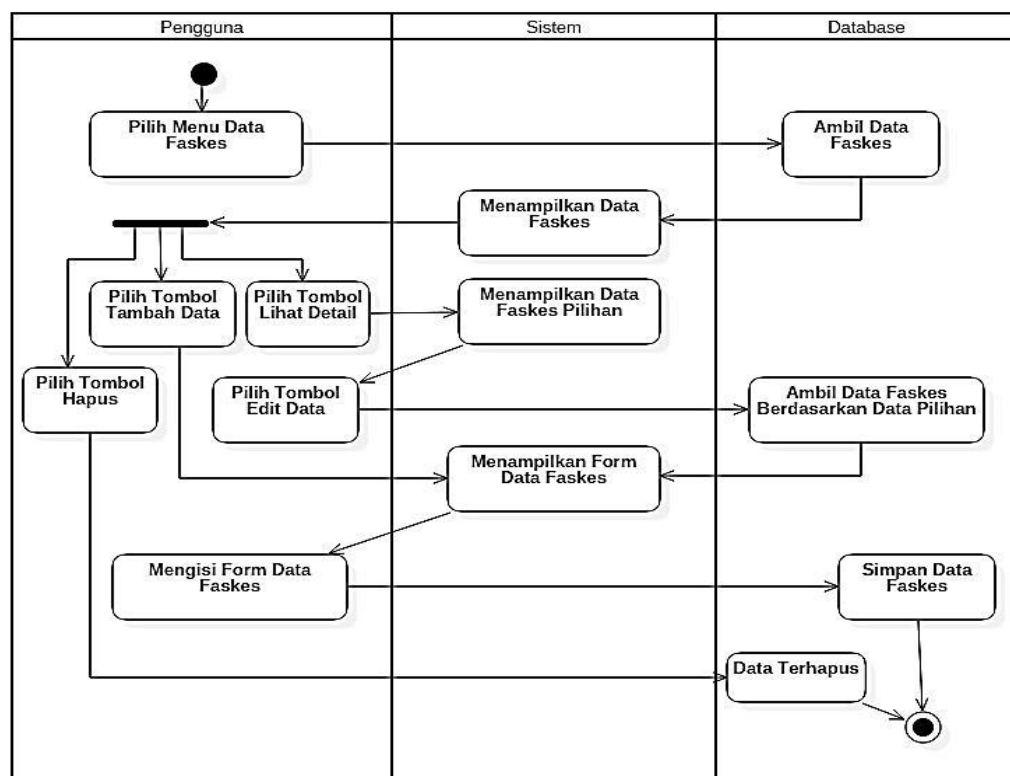 Pengguna
Sistem
Database
Pilih Menu Data
Faskes
Ambil Data
Faskes
Menampilkan Data
Faskes
Pilih Tombol
Tambah Data
Pilih Tombol
Lihat Detail
Menampilkan Data
Faskes Pilihan
Pilih Tombol
Hapus
Pilih Tombol
Edit Data
Ambil Data Faskes
Berdasarkan Data Pilihan
Menampilkan Form
Data Faskes
Mengisi Form Data
Faskes
Simpan Data
Faskes
Data Terhapus